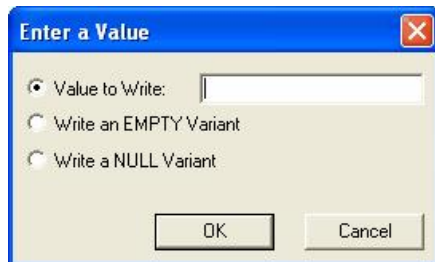 Enter a Value
Value to Write:
Write an EMPTY Variant
Write a NULL Variant
OK Cancel